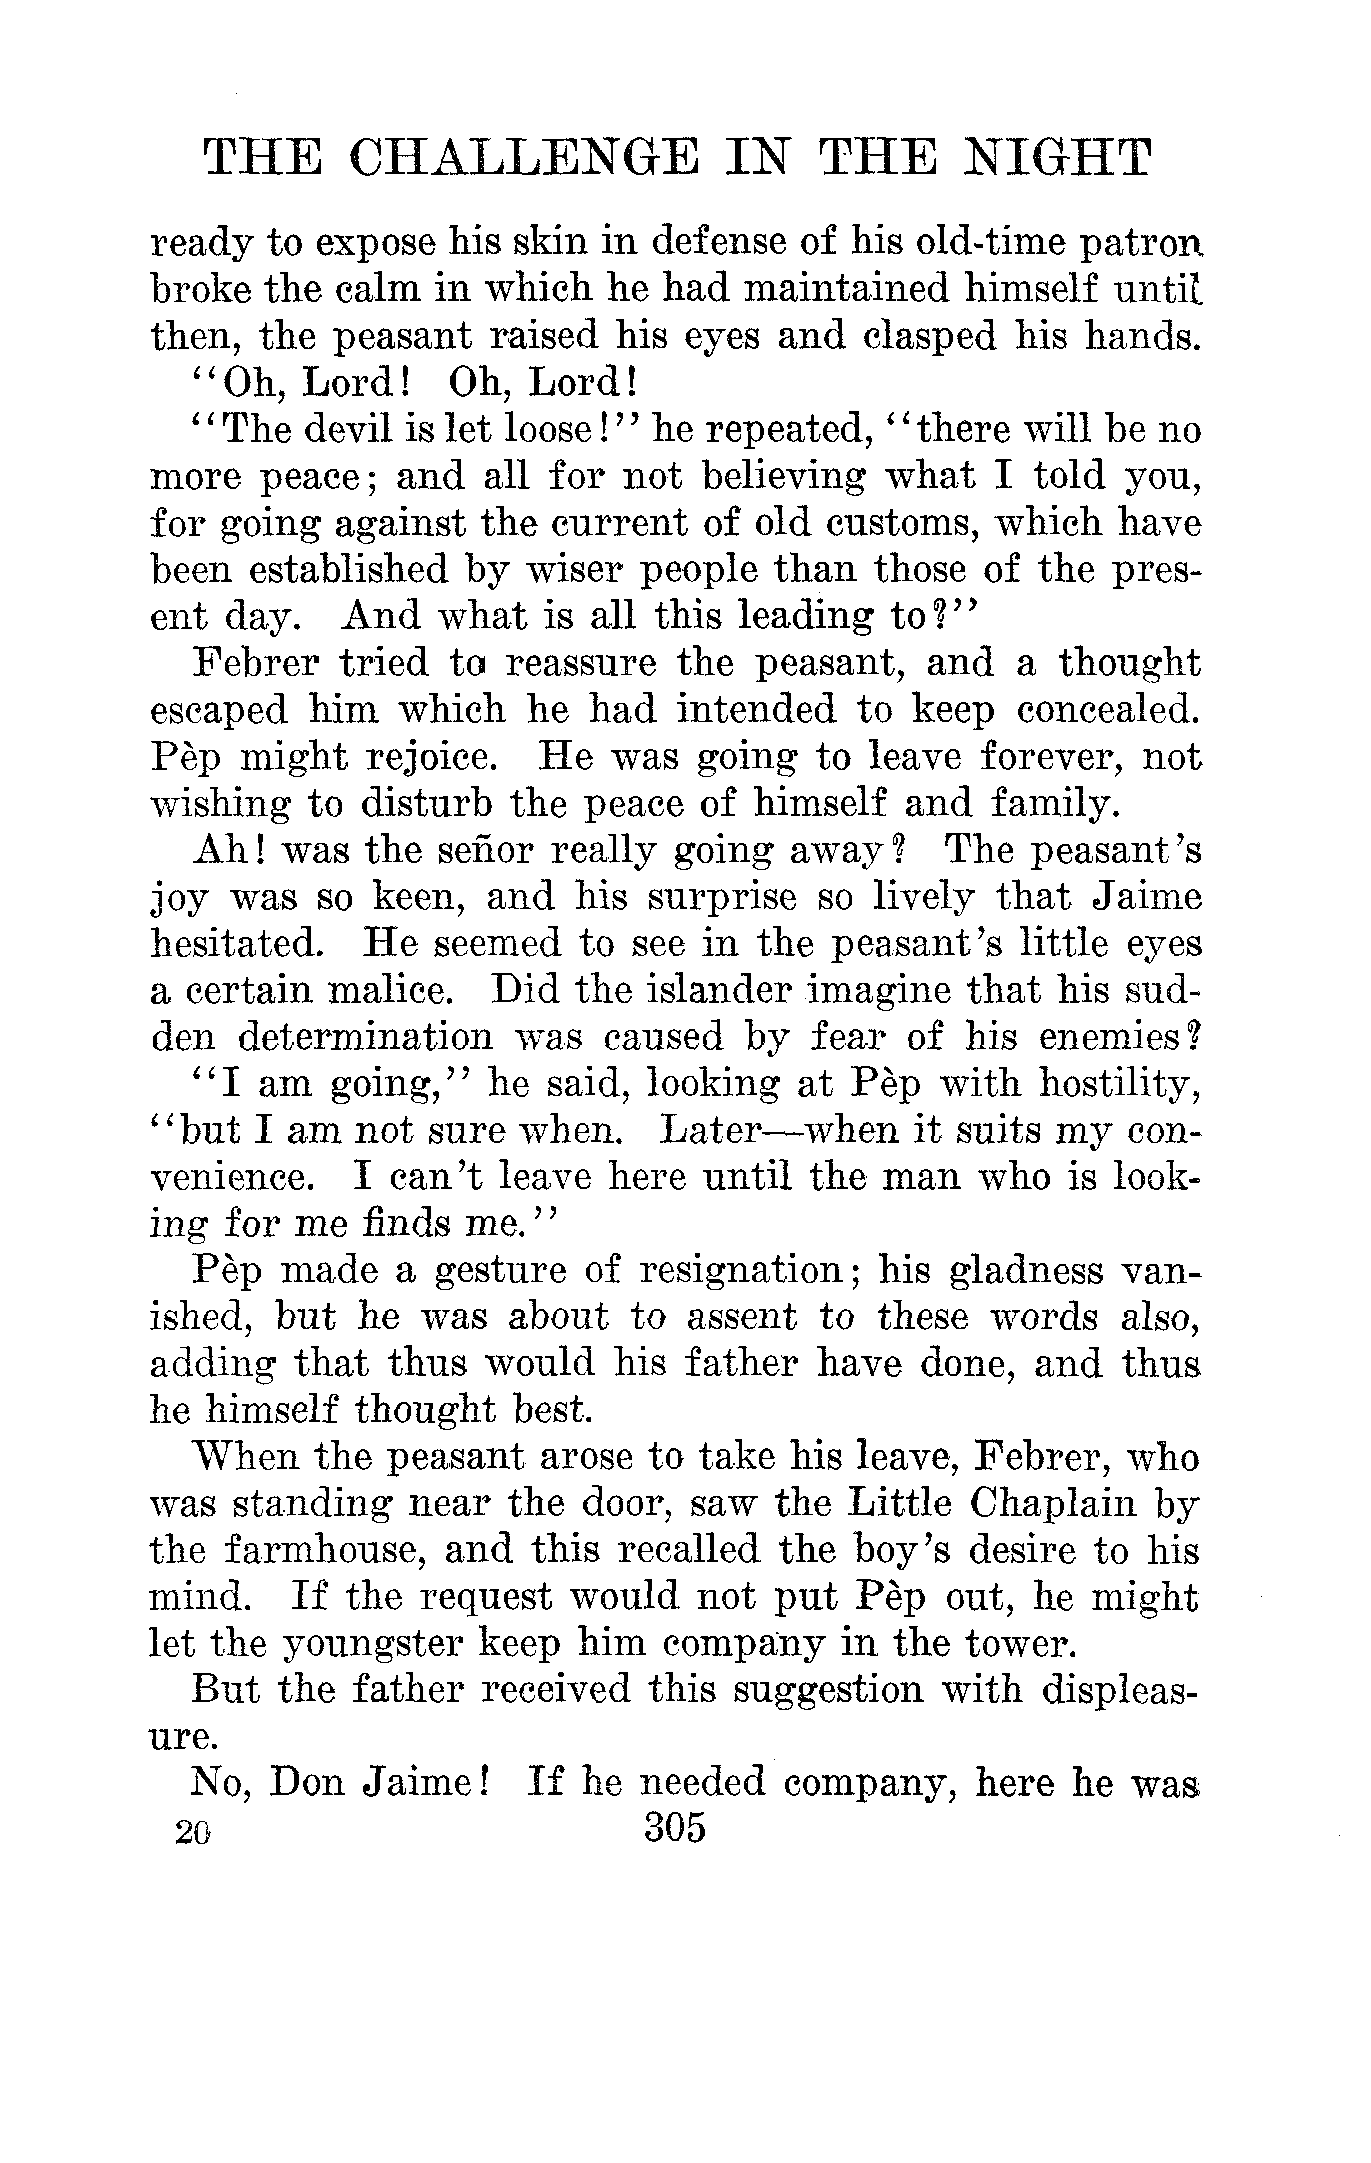 THE CHALLENGE IN THE NIGHT
ready to expose his skin in defense of his old-time patron
broke the calm in which he had maintained himself until
then, the peasant raised his eyes and clasped his hands.
"Oh, Lord! Oh, Lord!
"The devil is let loose!" he repeated, "there will be no
more peace; and all for not believing what I told you,
for going against the current of old customs, which have
been established by wiser people than those of the pres-
ent day. And what is all this leading to?"
Febrer tried to reassure the peasant, and a thought
escaped him which he had intended to keep concealed.
Pèp might rejoice. He was going to leave forever, not
wishing to disturb the peace of himself and family.
Ah! was the señor really going away? The peasant's
joy was so keen, and his surprise so lively that Jaime
hesitated. He seemed to see in the peasant's little eyes
a certain malice. Did the islander imagine that his sud-
den determination was caused by fear of his enemies?
"I am going," he said, looking at Pèp with hostility,
"but I am not sure when. Later—when it suits my con-
venience. I can't leave here until the man who is look-
ing for me finds me."
Pèp made a gesture of resignation; his gladness van-
ished, but he was about to assent to these words also,
adding that thus would his father have done, and thus
he himself thought best.
When the peasant arose to take his leave, Febrer, who
was standing near the door, saw the Little Chaplain by
the farmhouse, and this recalled the boy's desire to his
mind. If the request would not put Pèp out, he might
let the youngster keep him company in the tower.
But the father received this suggestion with displeas-
ure.
No, Don Jaime! If he needed company, here he was
20 305